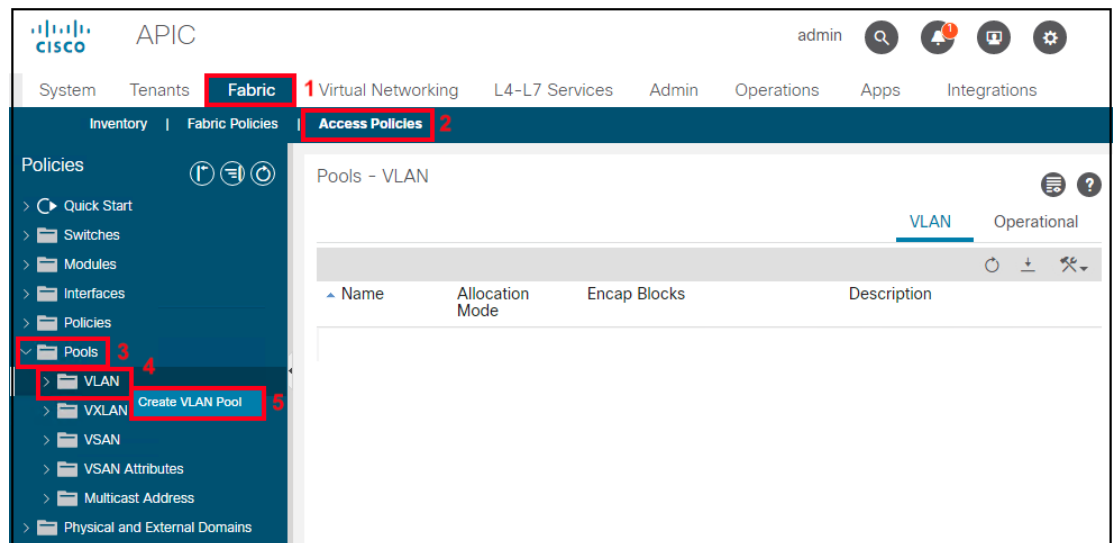 CISCO
APIC
admin
1
System Tenants Fabric 1 Virtual Networking L4-L7 Services Admin Operations Apps Integrations
Inventory | Fabric Policies | Access Policies 2
Policies
Quick Start
Switches
Modules
Interfaces
Policies
Pools 3
4
VLAN
Create VLAN Pool 5
VXLAN
VSAN
VSAN Attributes
Multicast Address
Physical and External Domains
Pools - VLAN
?
VLAN Operational
Name Allocation Mode Encap Blocks Description